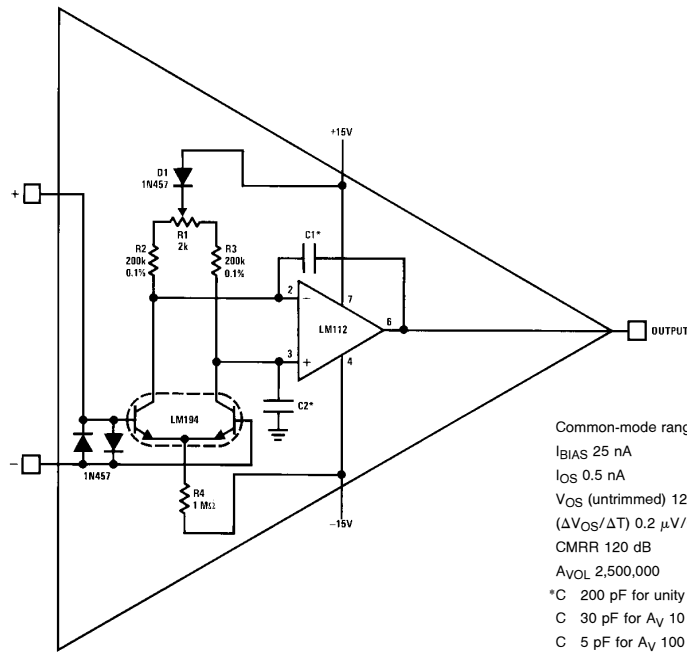 +15V
D1
1N457
+
R1
2k
R2
200k
0.1%
R3
200k
0.1%
C1*
2
−
7
LM112
6
OUTPUT
3
+
4
LM194
C2*
−
1N457
R4
1 MΩ
−15V
Common-mode rang
IBIAS 25 nA
IOS 0.5 nA
VOS (untrimmed) 12
(ΔVOS/ΔT) 0.2 μV/
CMRR 120 dB
AVOL 2,500,000
*C 200 pF for unity
C 30 pF for AV 10
C 5 pF for AV 100